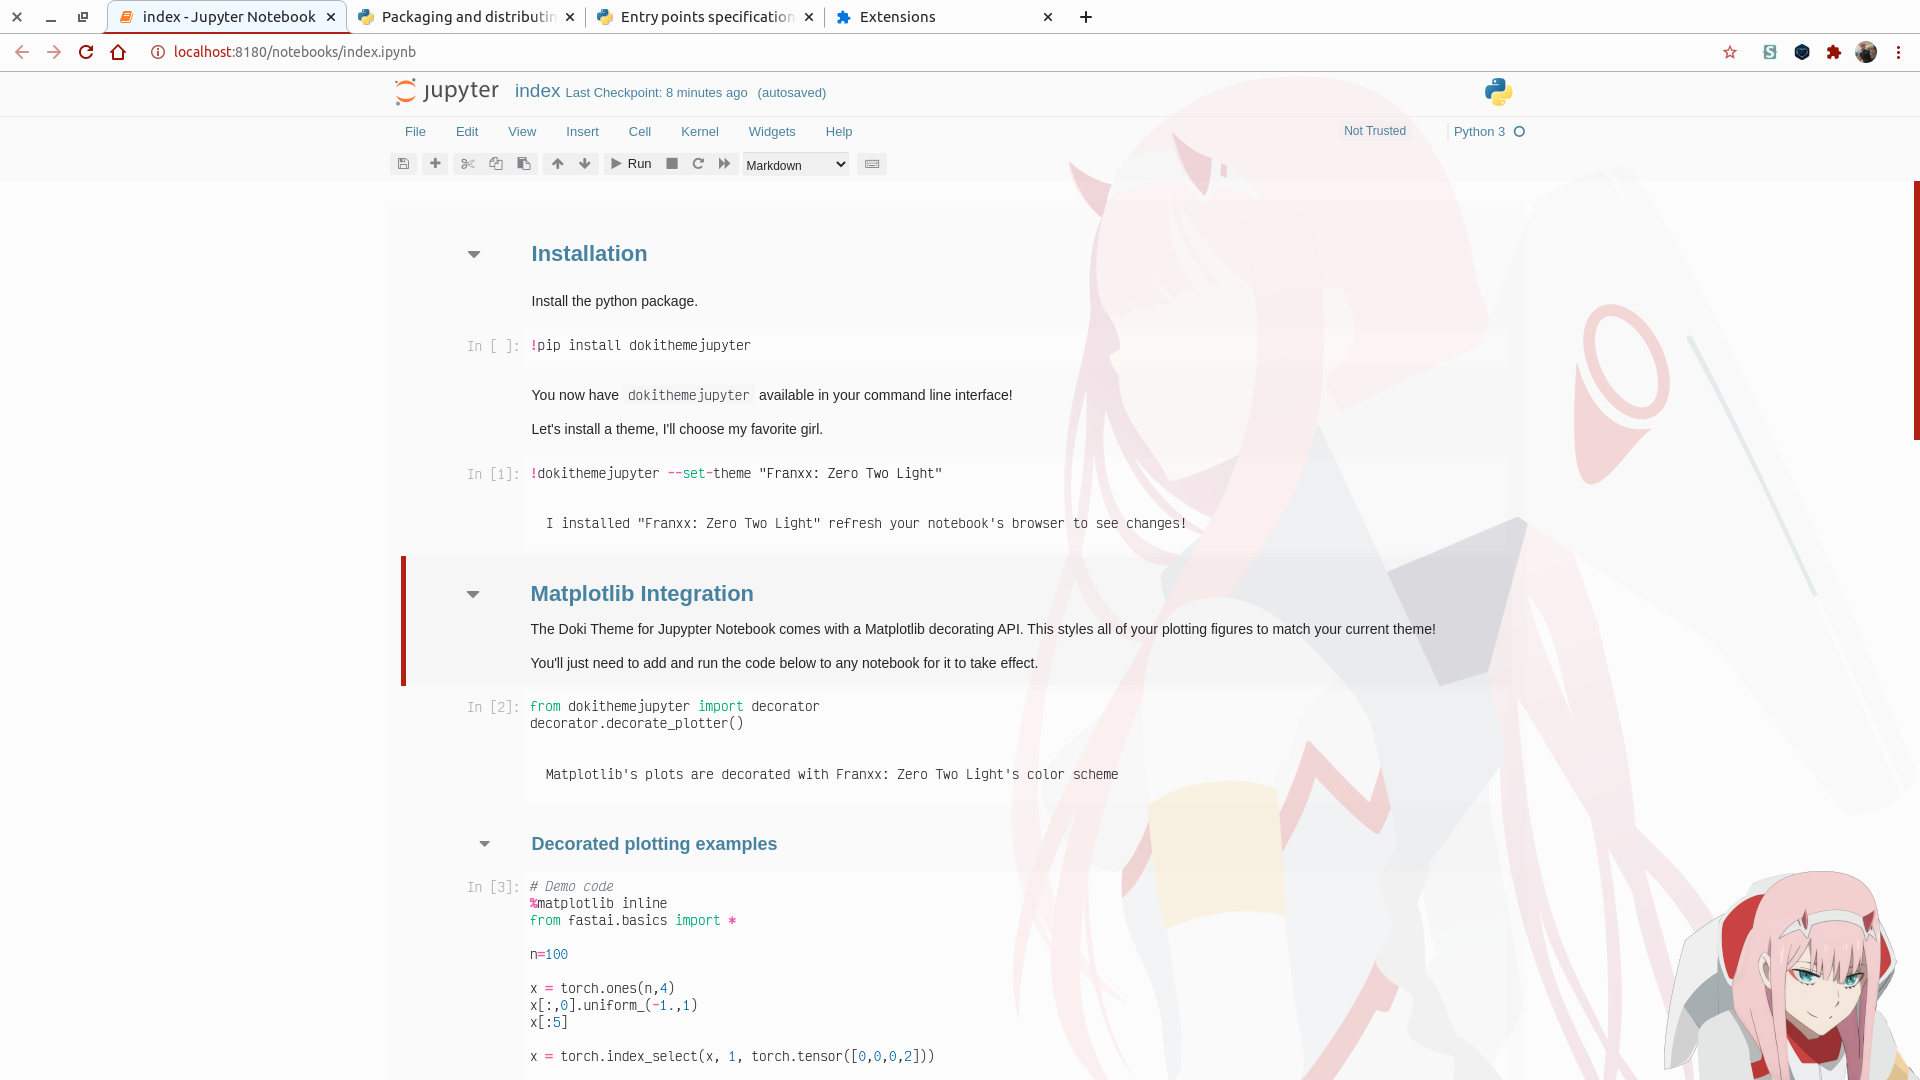 index - Jupyter Notebook
Packaging and distributin
Entry points specification
Extensions
localhost:8180/notebooks/index.ipynb
jupyter index Last Checkpoint: 8 minutes ago (autosaved)
File Edit View Insert Cell Kernel Widgets Help Not Trusted Python 3
Run Markdown
Installation
Install the python package.
In [ ]: !pip install dokithemejupyter
You now have dokithemejupyter available in your command line interface!
Let's install a theme, I'll choose my favorite girl.
In [1]: !dokithemejupyter --set-theme "Franxx: Zero Two Light"
I installed "Franxx: Zero Two Light" refresh your notebook's browser to see changes!
Matplotlib Integration
The Doki Theme for Jupypter Notebook comes with a Matplotlib decorating API. This styles all of your plotting figures to match your current theme!
You'll just need to add and run the code below to any notebook for it to take effect.
In [2]: from dokithemejupyter import decorator
decorator.decorate_plotter()
Matplotlib's plots are decorated with Franxx: Zero Two Light's color scheme
Decorated plotting examples
In [3]: # Demo code
%matplotlib inline
from fastai.basics import *
n=100
x = torch.ones(n,4)
x[:,0].uniform_(-1.,1)
x[:5]
x = torch.index_select(x, 1, torch.tensor([0,0,0,2]))